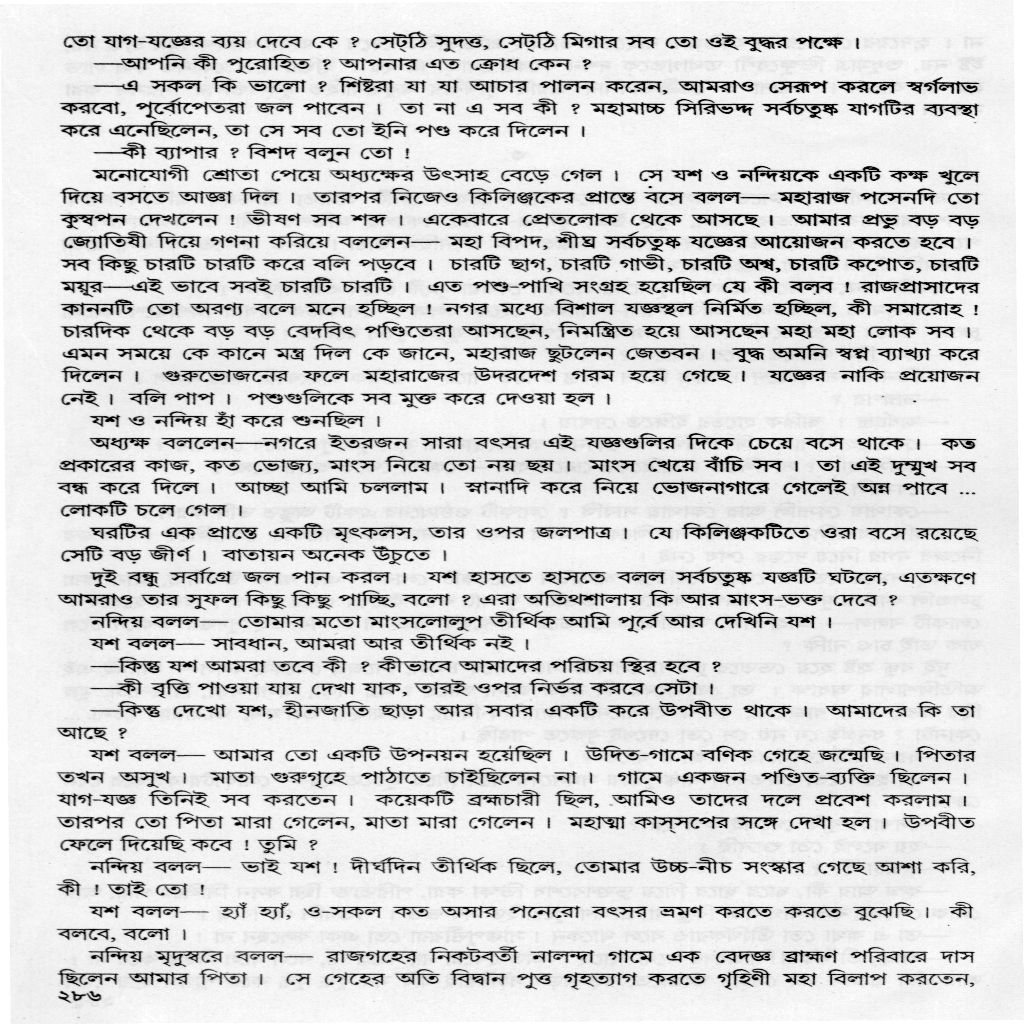 তো যাগ-যজ্ঞের ব্যয় দেবে কে ? সেট্‌ঠি সুদত্ত, সেট্‌ঠি মিগার সব তো ওই বুদ্ধর পক্ষে।
—আপনি কী পুরোহিত ? আপনার এত ক্রোধ কেন ?
—এ সকল কি ভালো ? শিষ্টরা যা যা আচার পালন করেন, আমরাও সেরূপ করলে স্বর্গলাভ
করবো, পূর্বোপেতরা জল পাবেন। তা না এ সব কী ? মহামাচ্চ সিরিভদ্দ সর্বচতুষ্ক যাগটির ব্যবস্থা
করে এনেছিলেন, তা সে সব তো ইনি পণ্ড করে দিলেন।
—কী ব্যাপার ? বিশদ বলুন তো !
মনোযোগী শ্রোতা পেয়ে অধ্যক্ষের উৎসাহ বেড়ে গেল। সে যশ ও নন্দিয়কে একটি কক্ষ খুলে
দিয়ে বসতে আজ্ঞা দিল। তারপর নিজেও কিলিঞ্জকের প্রান্তে বসে বলল— মহারাজ পসেনদি তো
কুস্বপন দেখলেন ! ভীষণ সব শব্দ। একেবারে প্রেতলোক থেকে আসছে। আমার প্রভু বড় বড়
জ্যোতিষী দিয়ে গণনা করিয়ে বললেন— মহা বিপদ, শীঘ্র সর্বচতুষ্ক যজ্ঞের আয়োজন করতে হবে।
সব কিছু চারটি চারটি করে বলি পড়বে। চারটি ছাগ, চারটি গাভী, চারটি অশ্ব, চারটি কপোত, চারটি
ময়ূর—এই ভাবে সবই চারটি চারটি। এত পশু-পাখি সংগ্রহ হয়েছিল যে কী বলব ! রাজপ্রাসাদের
কাননটি তো অরণ্য বলে মনে হচ্ছিল ! নগর মধ্যে বিশাল যজ্ঞস্থল নির্মিত হচ্ছিল, কী সমারোহ !
চারদিক থেকে বড় বড় বেদবিৎ পণ্ডিতেরা আসছেন, নিমন্ত্রিত হয়ে আসছেন মহা মহা লোক সব।
এমন সময়ে কে কানে মন্ত্র দিল কে জানে, মহারাজ ছুটলেন জেতবন। বুদ্ধ অমনি স্বপ্ন ব্যাখ্যা করে
দিলেন। গুরুভোজনের ফলে মহারাজের উদরদেশ গরম হয়ে গেছে। যজ্ঞের নাকি প্রয়োজন
নেই। বলি পাপ। পশুগুলিকে সব মুক্ত করে দেওয়া হল।
যশ ও নন্দিয় হাঁ করে শুনছিল।
অধ্যক্ষ বললেন—নগরে ইতরজন সারা বৎসর এই যজ্ঞগুলির দিকে চেয়ে বসে থাকে। কত
প্রকারের কাজ, কত ভোজ্য, মাংস নিয়ে তো নয় ছয়। মাংস খেয়ে বাঁচি সব। তা এই দুম্মুখ সব
বন্ধ করে দিলে। আচ্ছা আমি চললাম। স্নানাদি করে নিয়ে ভোজনাগারে গেলেই অন্ন পাবে ...
লোকটি চলে গেল।
ঘরটির এক প্রান্তে একটি মৃৎকলস, তার ওপর জলপাত্র। যে কিলিঞ্জকটিতে ওরা বসে রয়েছে
সেটি বড় জীর্ণ। বাতায়ন অনেক উঁচুতে।
দুই বন্ধু সর্বাগ্রে জল পান করল। যশ হাসতে হাসতে বলল সর্বচতুষ্ক যজ্ঞটি ঘটলে, এতক্ষণে
আমরাও তার সুফল কিছু কিছু পাচ্ছি, বলো ? এরা অতিথশালায় কি আর মাংস-ভক্ত দেবে ?
নন্দিয় বলল— তোমার মতো মাংসলোলুপ তীর্থিক আমি পূর্বে আর দেখিনি যশ।
যশ বলল— সাবধান, আমরা আর তীর্থিক নই।
—কিন্তু যশ আমরা তবে কী ? কীভাবে আমাদের পরিচয় স্থির হবে ?
—কী বৃত্তি পাওয়া যায় দেখা যাক, তারই ওপর নির্ভর করবে সেটা।
—কিন্তু দেখো যশ, হীনজাতি ছাড়া আর সবার একটি করে উপবীত থাকে। আমাদের কি তা
আছে ?
যশ বলল— আমার তো একটি উপনয়ন হয়েছিল। উদিত-গামে বণিক গেহে জন্মেছি। পিতার
তখন অসুখ। মাতা গুরুগৃহে পাঠাতে চাইছিলেন না। গামে একজন পণ্ডিত-ব্যক্তি ছিলেন।
যাগ-যজ্ঞ তিনিই সব করতেন। কয়েকটি ব্রহ্মচারী ছিল, আমিও তাদের দলে প্রবেশ করলাম।
তারপর তো পিতা মারা গেলেন, মাতা মারা গেলেন। মহাত্মা কাস্‌সপের সঙ্গে দেখা হল। উপবীত
ফেলে দিয়েছি কবে ! তুমি ?
নন্দিয় বলল— ভাই যশ ! দীর্ঘদিন তীর্থিক ছিলে, তোমার উচ্চ-নীচ সংস্কার গেছে আশা করি,
কী ! তাই তো !
যশ বলল— হ্যাঁ হ্যাঁ, ও-সকল কত অসার পানেরো বৎসর ভ্রমণ করতে করতে বুঝেছি। কী
বলবে, বলো।
নন্দিয় মৃদুস্বরে বলল— রাজগহের নিকটবর্তী নালন্দা গামে এক বেদজ্ঞ ব্রাহ্মণ পরিবারে দাস
ছিলেন আমার পিতা। সে গেহের অতি বিদ্বান পুত্ত গৃহত্যাগ করতে গৃহিণী মহা বিলাপ করতেন,
২৮৬